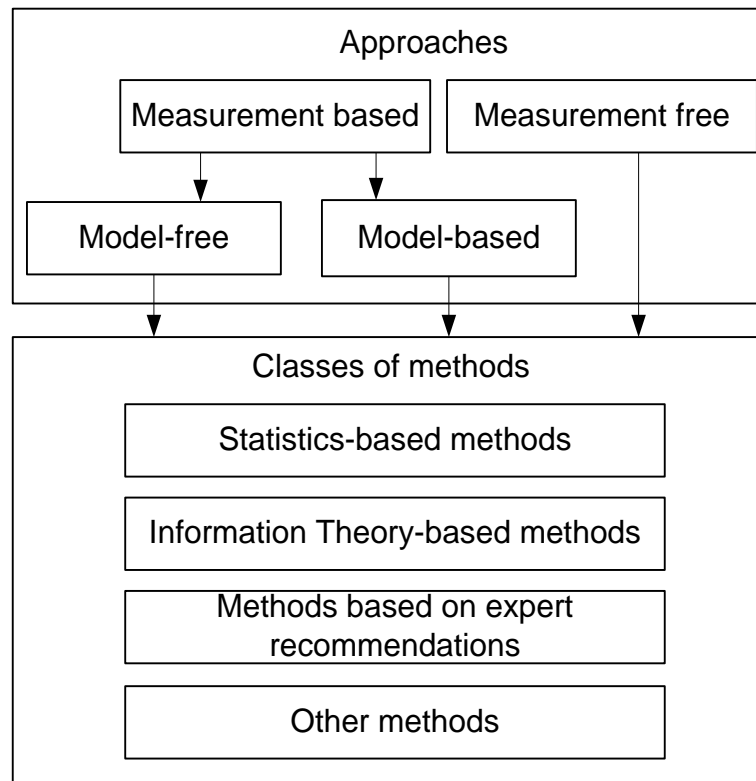 Approaches
Measurement based
Measurement free
Model-free
Model-based
Classes of methods
Statistics-based methods
Information Theory-based methods
Methods based on expert
recommendations
Other methods